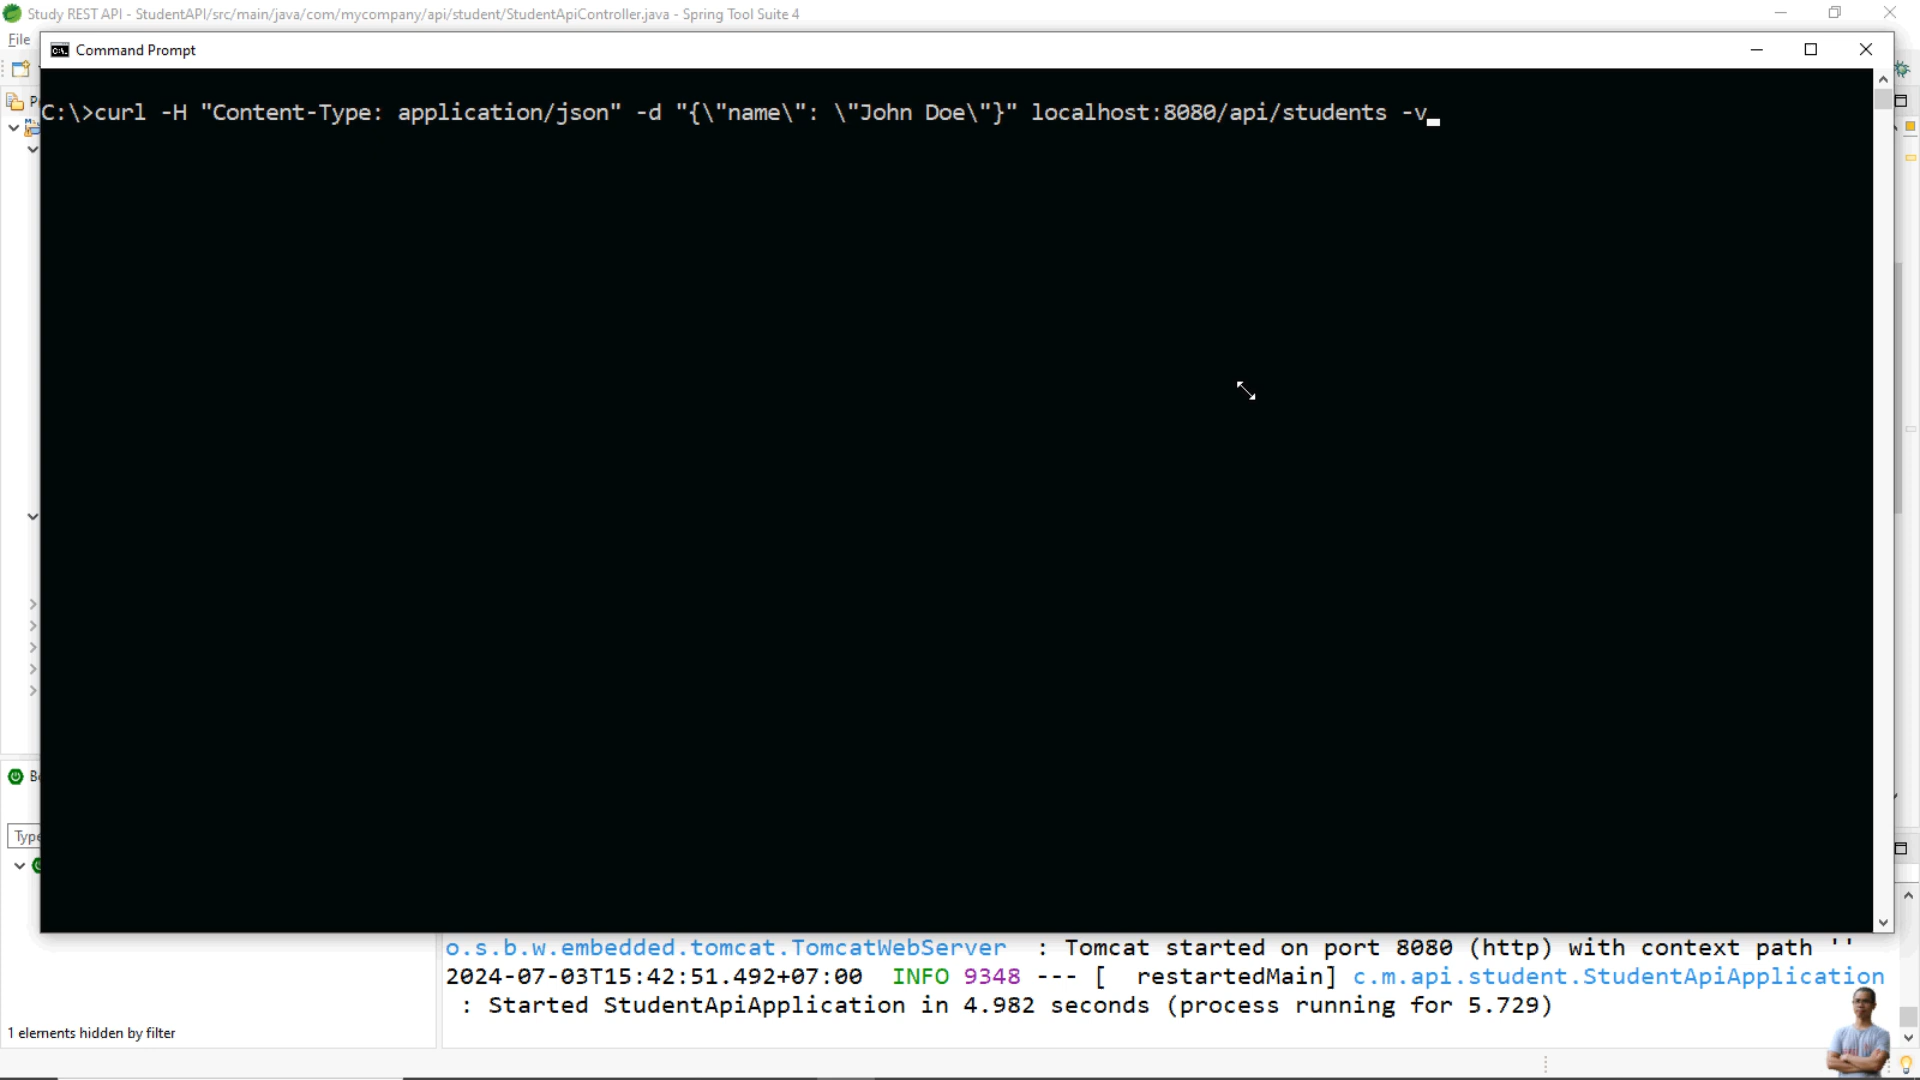 Study REST API - StudentAPI/src/main/java/com/mycompany/api/student/StudentApiController.java - Spring Tool Suite 4
File
Command Prompt
C:\>curl -H "Content-Type: application/json" -d "{\"name\": \"John Doe\"}" localhost:8080/api/students -v
Type
o.s.b.w.embedded.tomcat.TomcatWebServer  : Tomcat started on port 8080 (http) with context path ''
2024-07-03T15:42:51.492+07:00  INFO 9348 --- [  restartedMain] c.m.api.student.StudentApiApplication
 : Started StudentApiApplication in 4.982 seconds (process running for 5.729)
1 elements hidden by filter